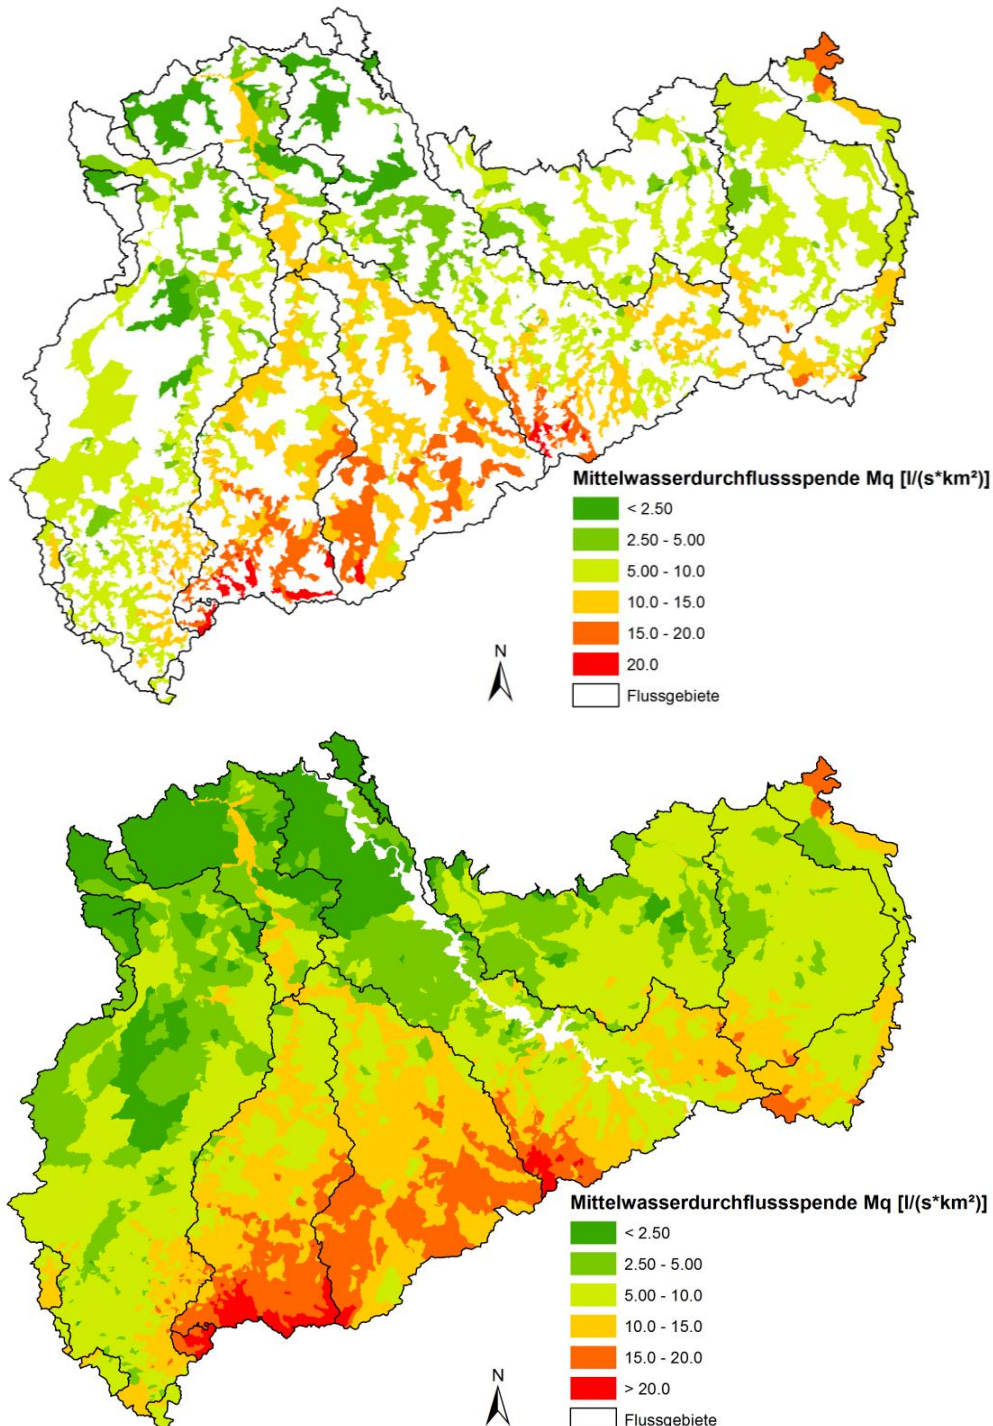 Mittelwasserdurchflussspende Mq [l/(s*km²)]
< 2.50
2.50 - 5.00
5.00 - 10.0
10.0 - 15.0
15.0 - 20.0
20.0
Flussgebiete
N
Mittelwasserdurchflussspende Mq [l/(s*km²)]
< 2.50
2.50 - 5.00
5.00 - 10.0
10.0 - 15.0
15.0 - 20.0
> 20.0
Flussgebiete
N